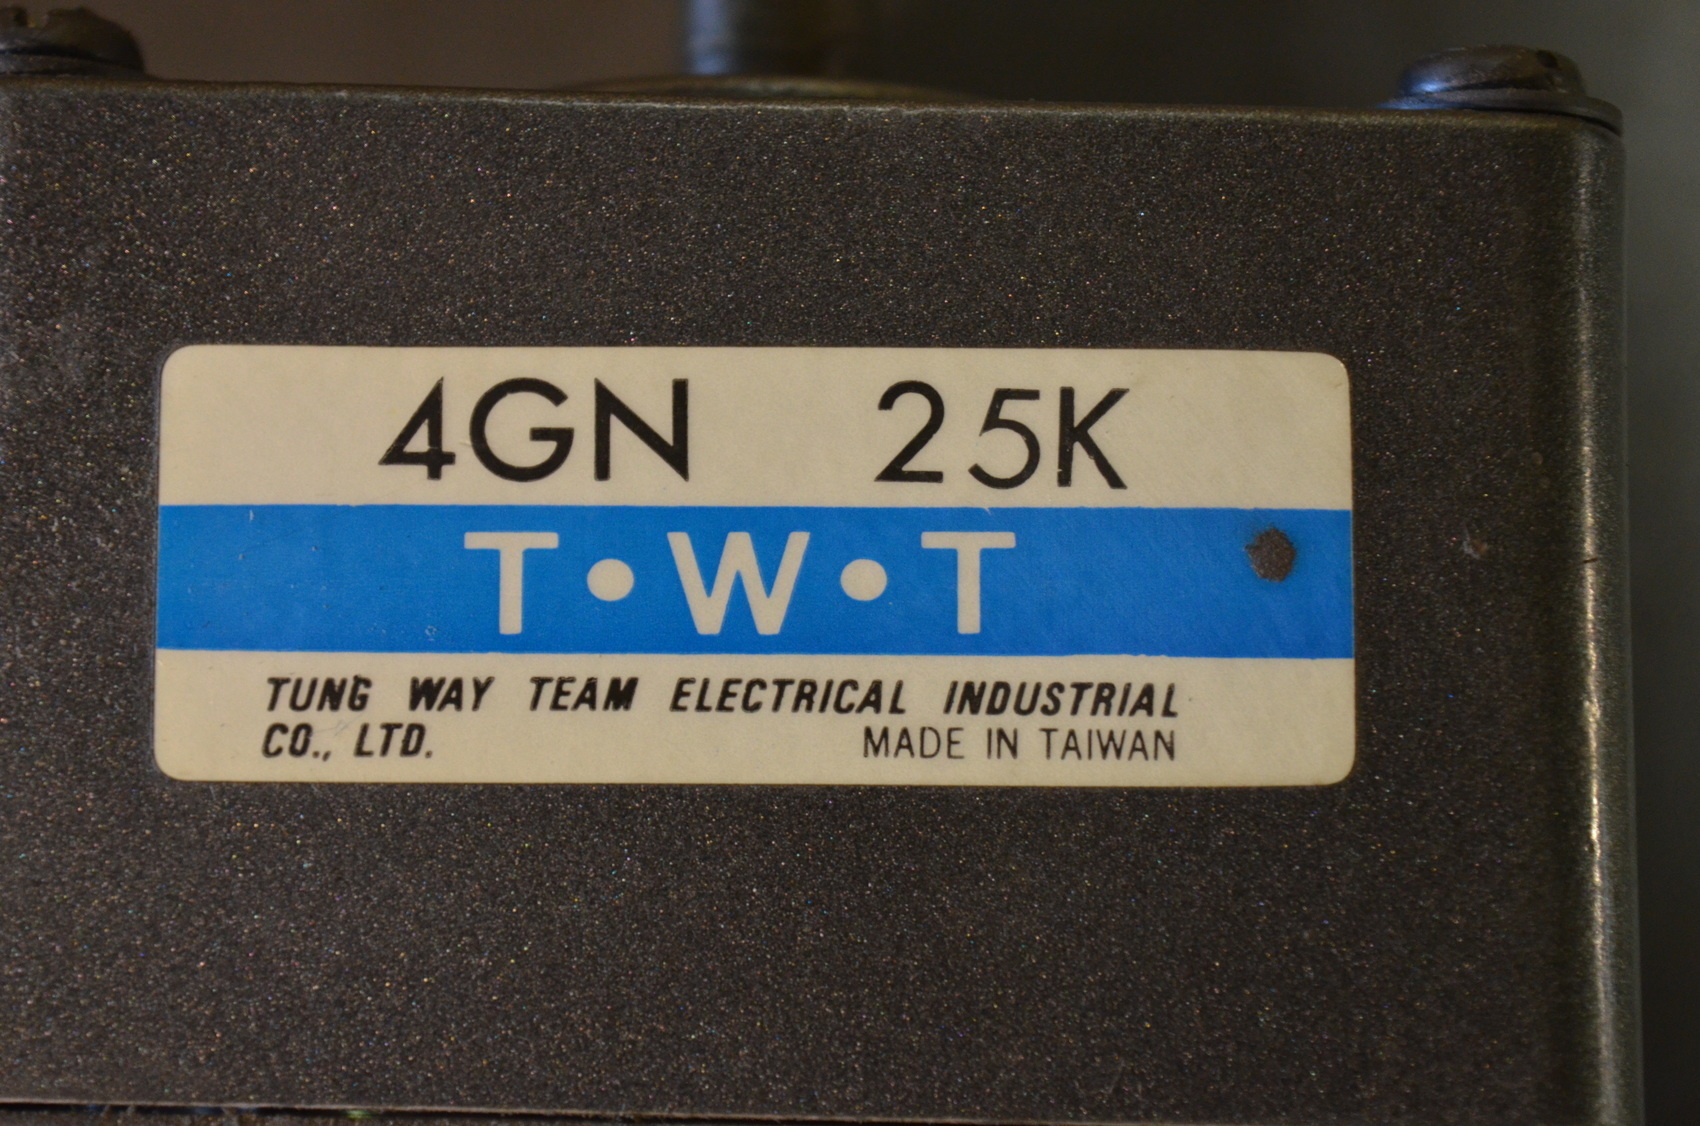 4GN 25K
T•W•T
TUNG WAY TEAM ELECTRICAL INDUSTRIAL
CO., LTD. MADE IN TAIWAN